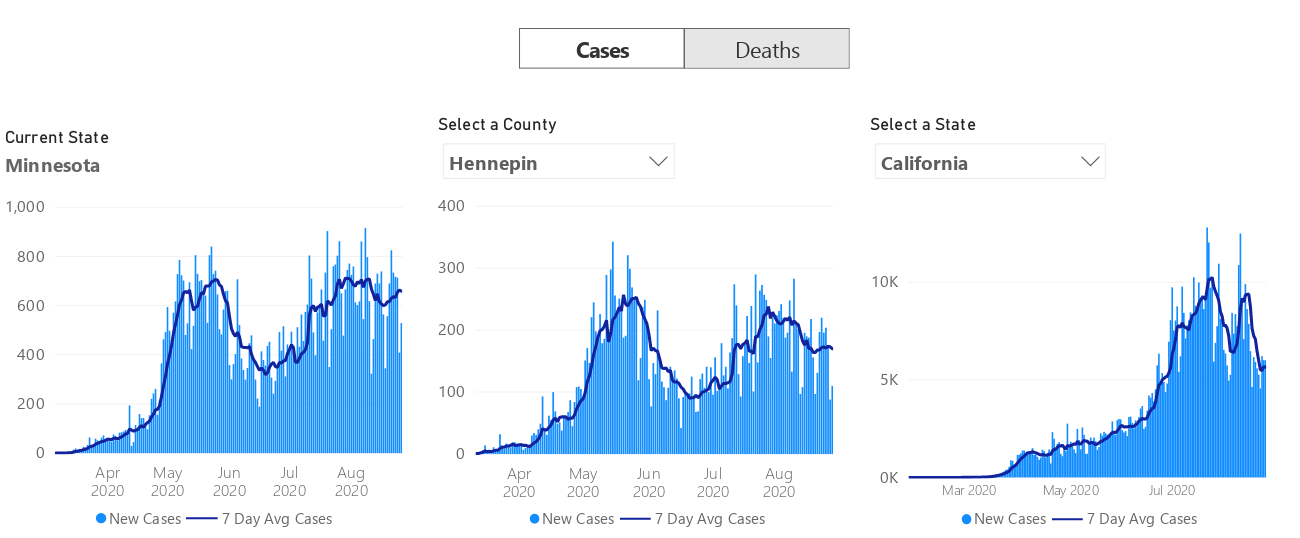 Cases Deaths
Current State
Minnesota
1,000
800
600
400
200
0
Apr May Jun Jul Aug
2020 2020 2020 2020 2020
New Cases 7 Day Avg Cases
Select a County
Hennepin
400
300
200
100
0
Apr May Jun Jul Aug
2020 2020 2020 2020 2020
New Cases 7 Day Avg Cases
Select a State
California
10K
5K
0K
Mar 2020 May 2020 Jul 2020
New Cases 7 Day Avg Cases